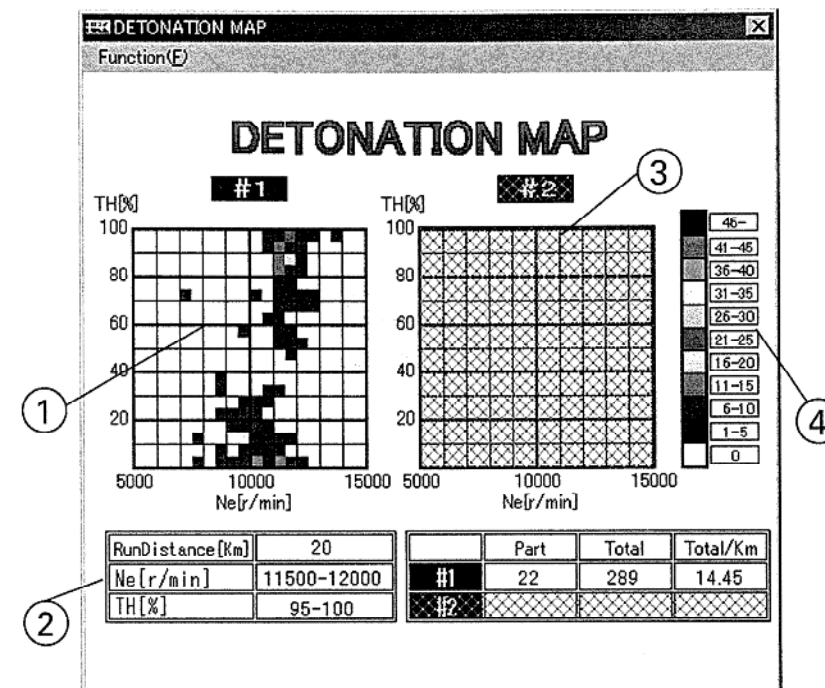 DETONATION MAP
Function(F)
DETONATION MAP
#1
#2
③
TH[%]
TH[%]
100
80
60
40
20
5000
10000
15000
Ne[r/min]
100
80
60
40
20
5000
10000
15000
Ne[r/min]
46-
41-45
36-40
31-35
26-30
21-25
16-20
11-15
6-10
1-5
0
①
④
RunDistance[Km] 20
Ne[r/min] 11500-12000
TH[%] 95-100
②
Part Total Total/Km
#1 22 289 14.45
#2